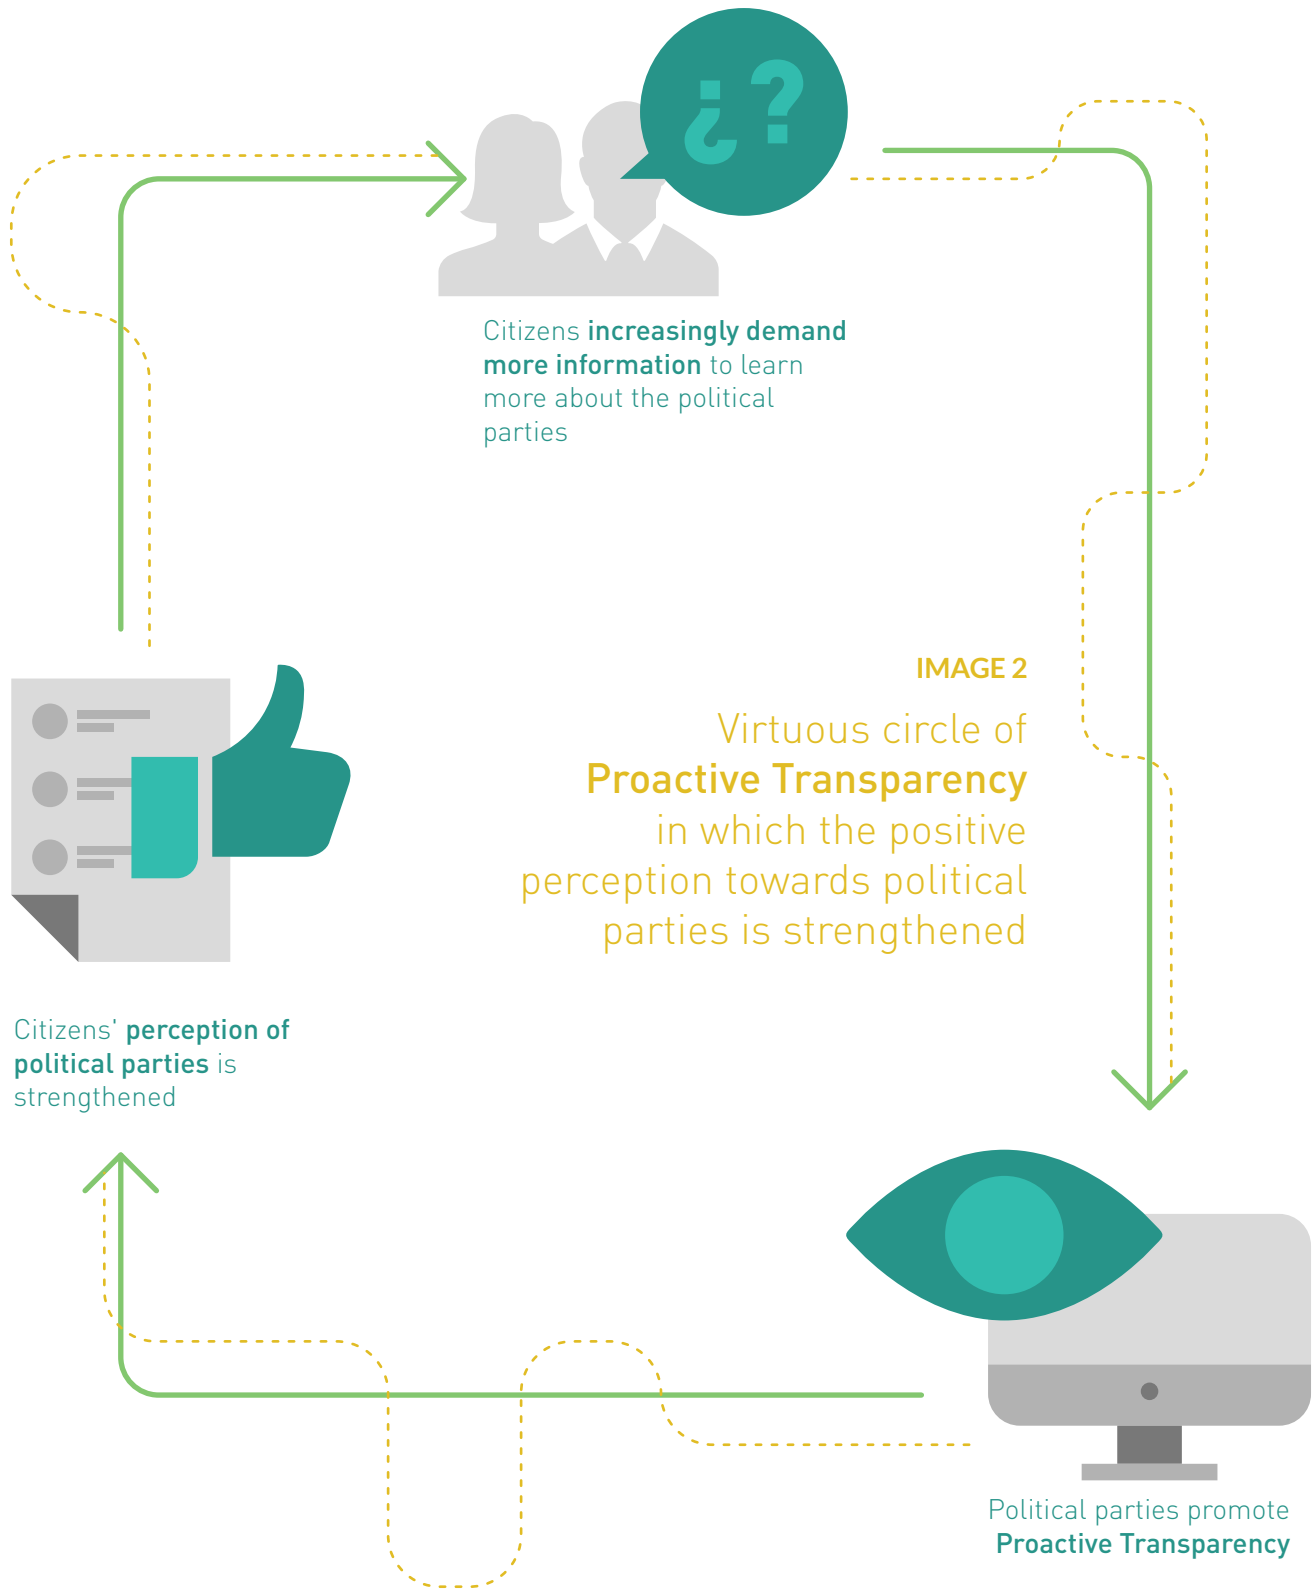 ¿?
Citizens increasingly demand
more information to learn
more about the political
parties
IMAGE 2
Virtuous circle of
Proactive Transparency
in which the positive
perception towards political
parties is strengthened
Citizens' perception of
political parties is
strengthened
Political parties promote
Proactive Transparency